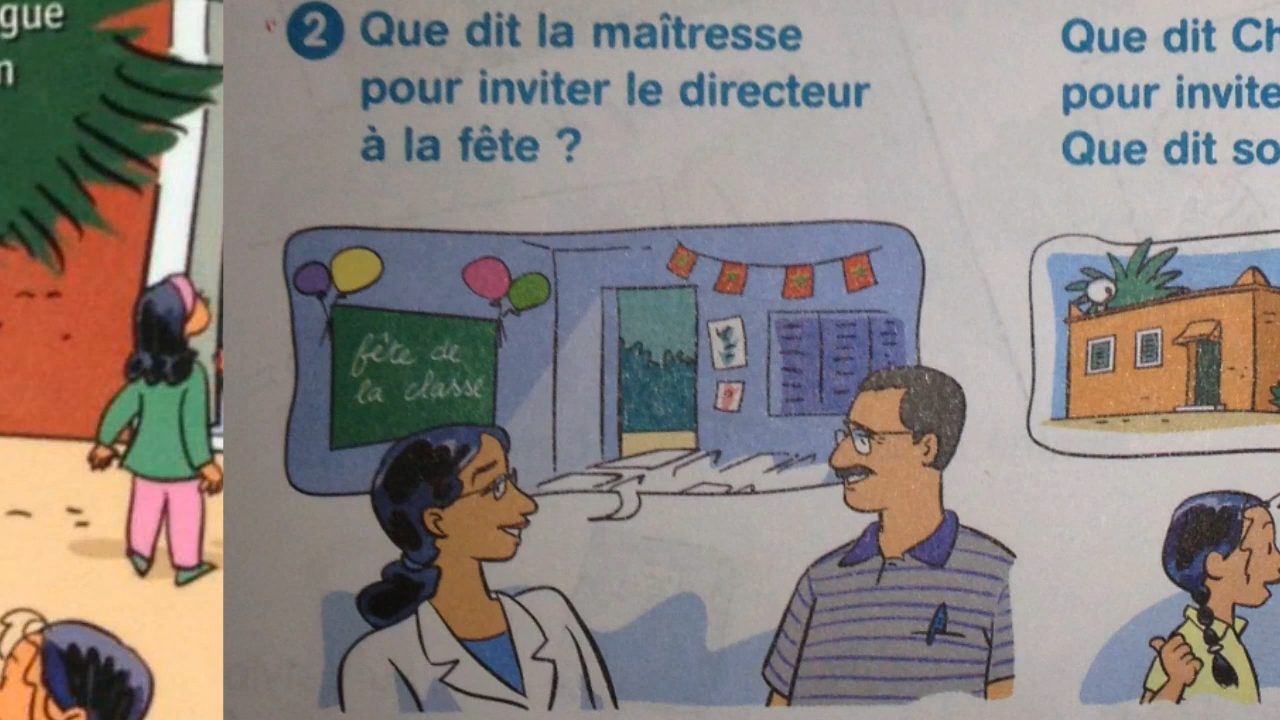 gue
n
2 Que dit la maîtresse
pour inviter le directeur
à la fête ?
fête de
la classe
Que dit Ch
pour invite
Que dit so